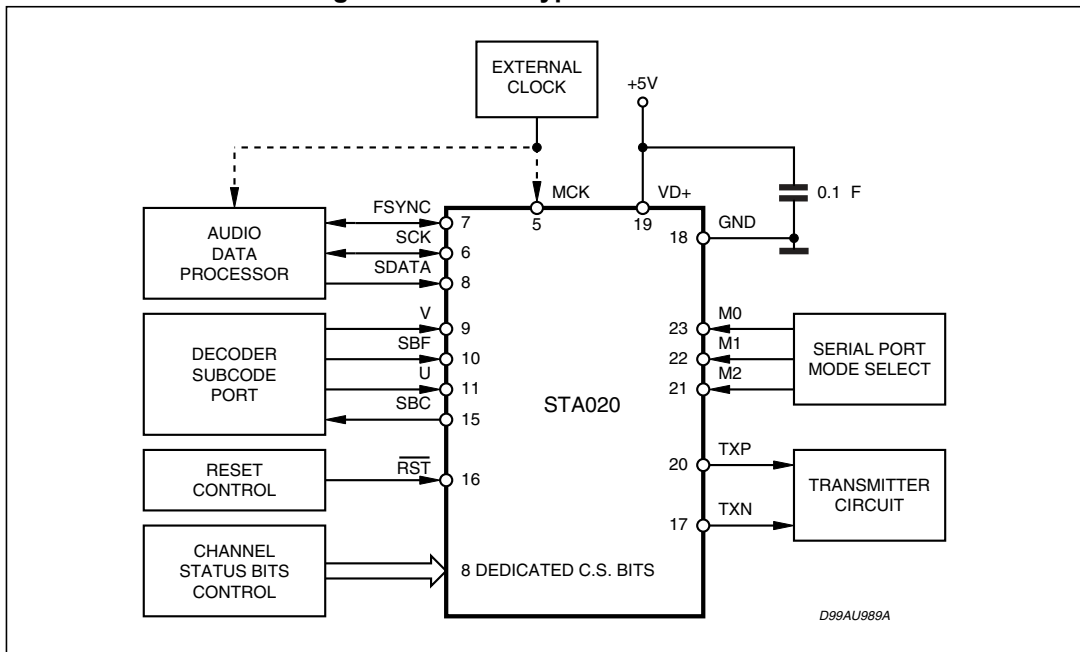 EXTERNAL
CLOCK
+5V
MCK
VD+
0.1 F
5
19
GND
18
AUDIO
DATA
PROCESSOR
FSYNC
7
SCK
6
SDATA
8
DECODER
SUBCODE
PORT
V
9
SBF
10
U
11
SBC
15
STA020
23
M0
22
M1
21
M2
SERIAL PORT
MODE SELECT
RESET
CONTROL
RST
16
20
TXP
17
TXN
TRANSMITTER
CIRCUIT
CHANNEL
STATUS BITS
CONTROL
8 DEDICATED C.S. BITS
D99AU989A